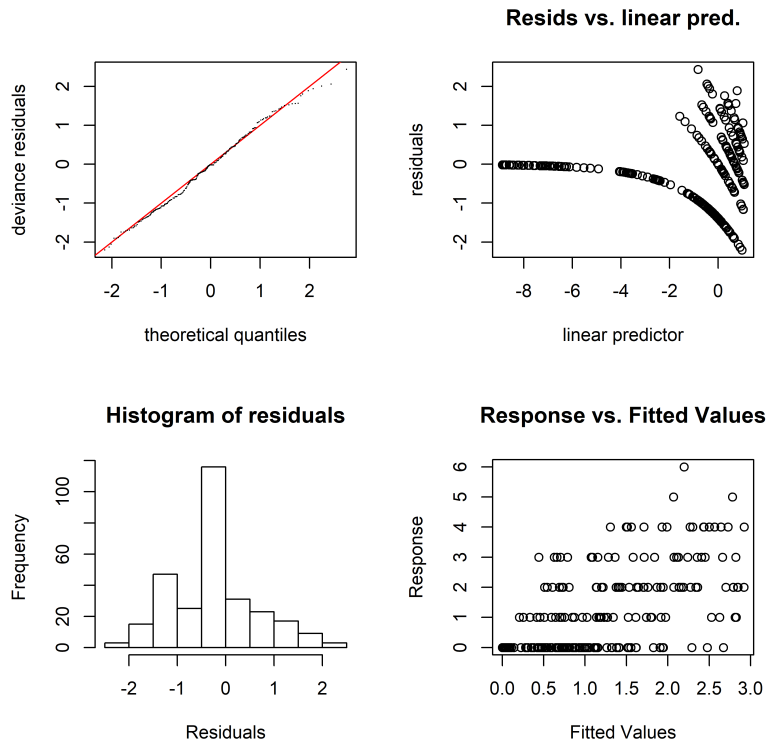 Resids vs. linear pred.
deviance residuals
2
1
0
-1
-2
-2 -1 0 1 2
theoretical quantiles
residuals
2
1
0
-1
-2
-8 -6 -4 -2 0
linear predictor
Histogram of residuals
Frequency
100
60
20
0
-2 -1 0 1 2
Residuals
Response vs. Fitted Values
Response
6
5
4
3
2
1
0
0.0 0.5 1.0 1.5 2.0 2.5 3.0
Fitted Values